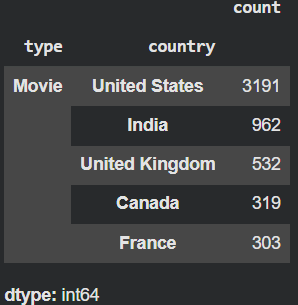 count
type country
Movie United States 3191
India 962
United Kingdom 532
Canada 319
France 303
dtype: int64